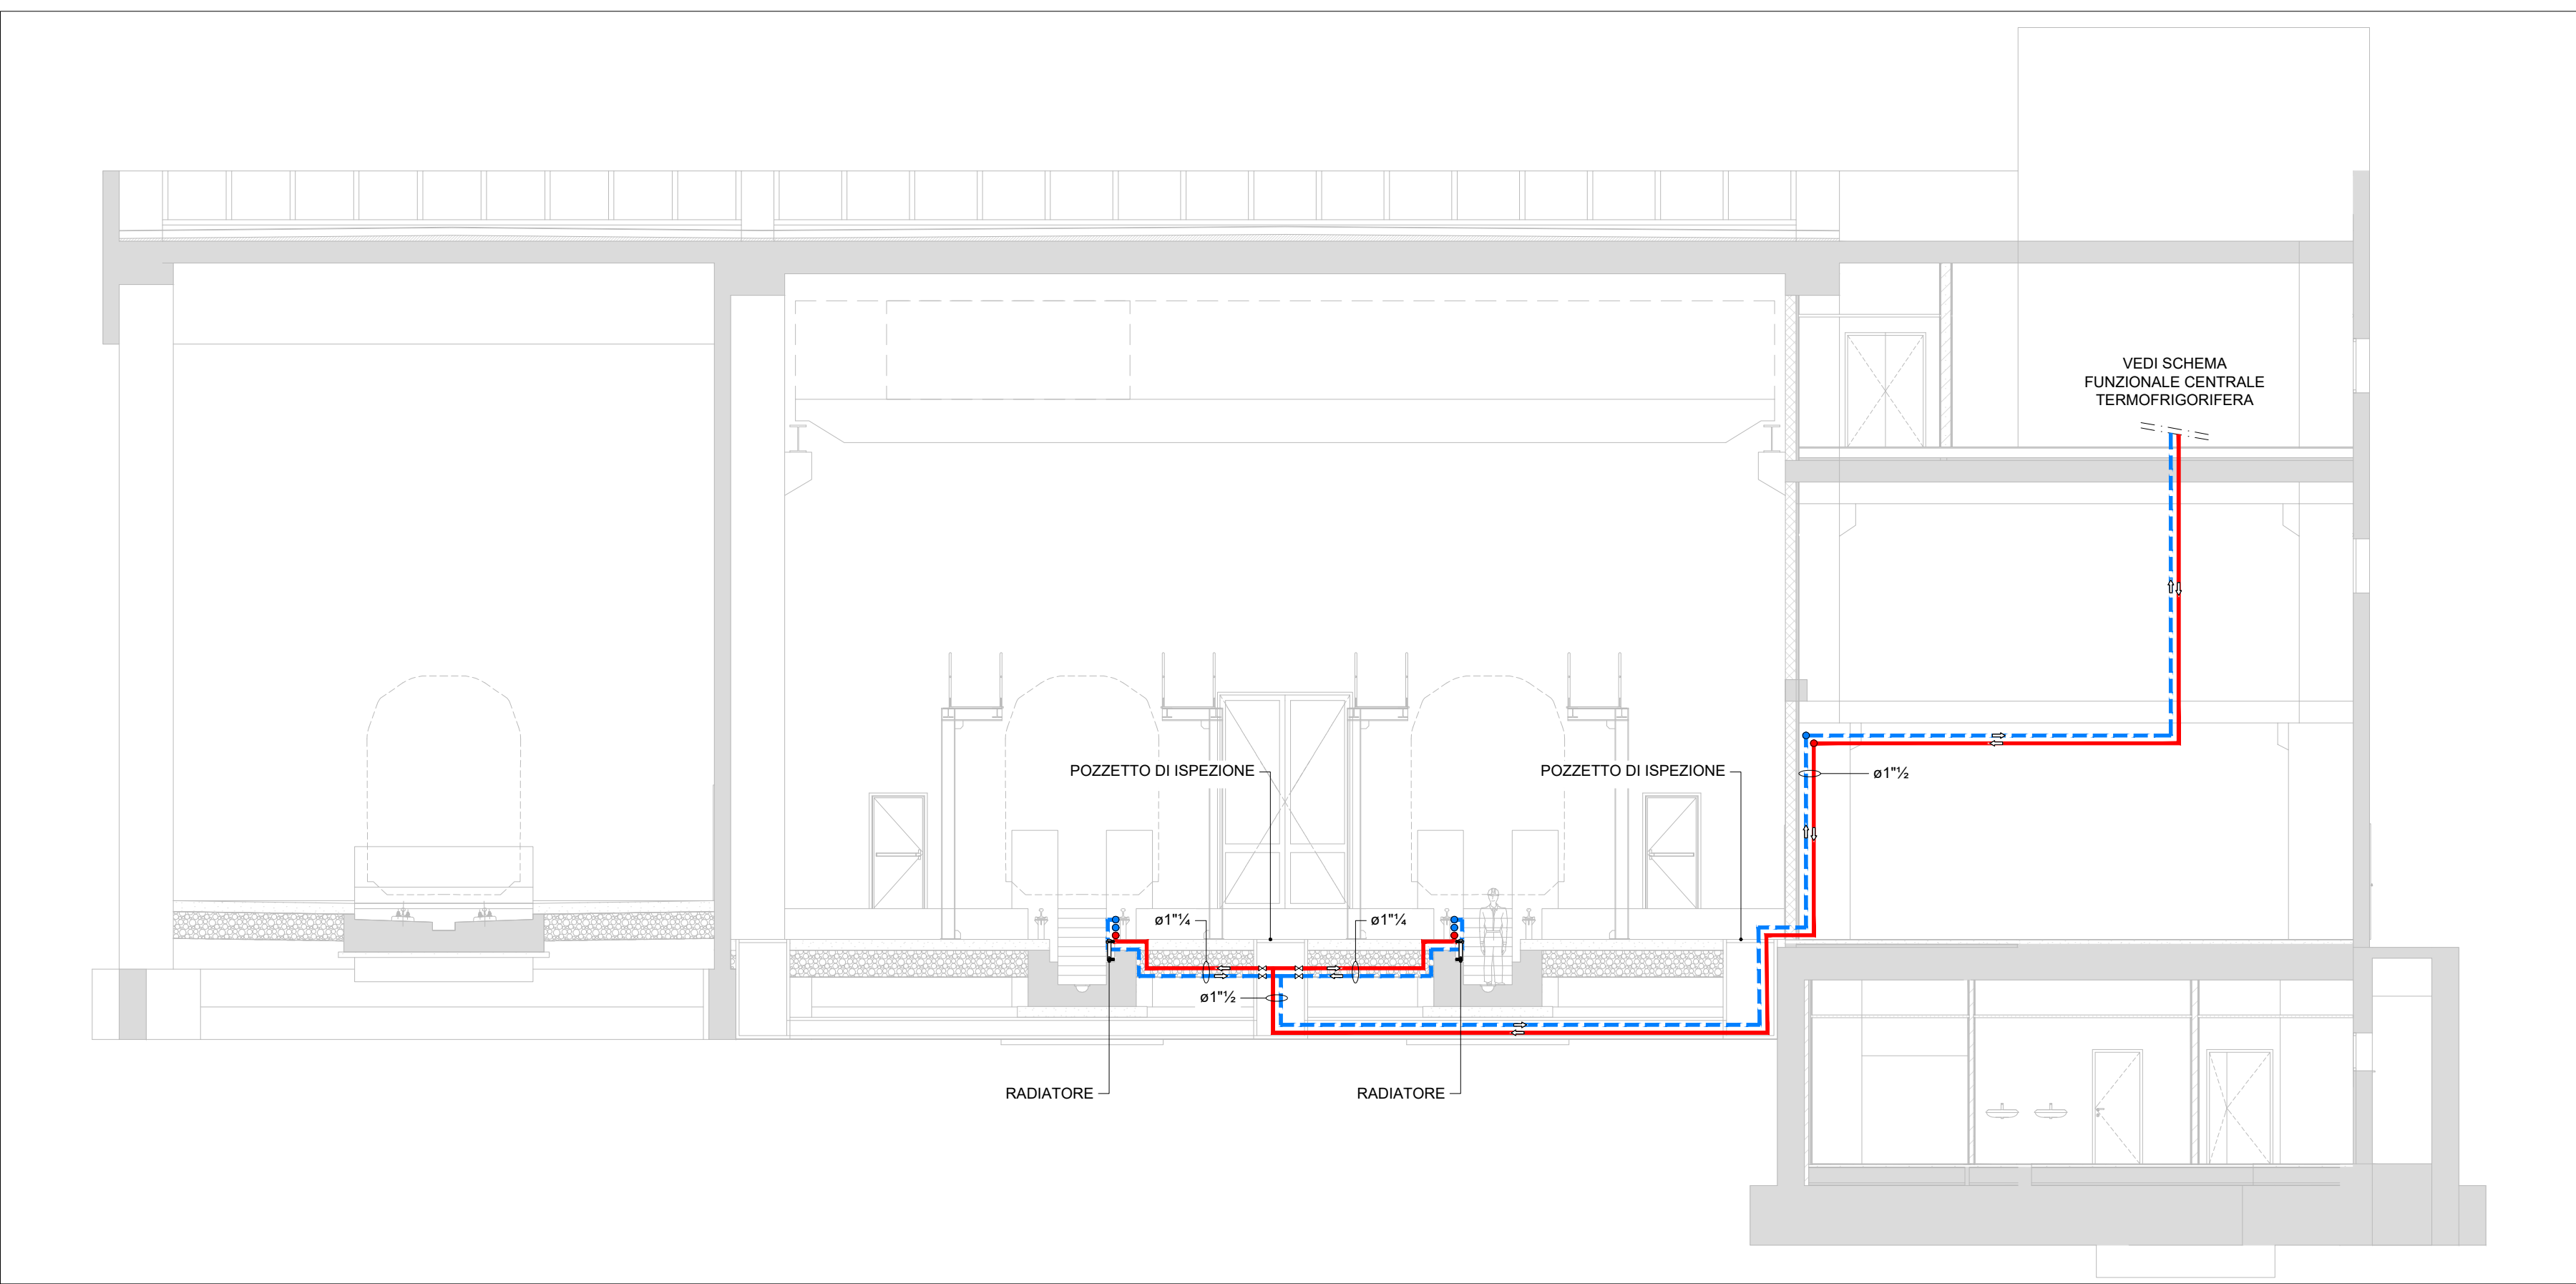 VEDI SCHEMA
FUNZIONALE CENTRALE
TERMOFRIGORIFERA
POZZETTO DI ISPEZIONE
POZZETTO DI ISPEZIONE
ø1"½
ø1"¼
ø1"¼
ø1"½
RADIATORE
RADIATORE